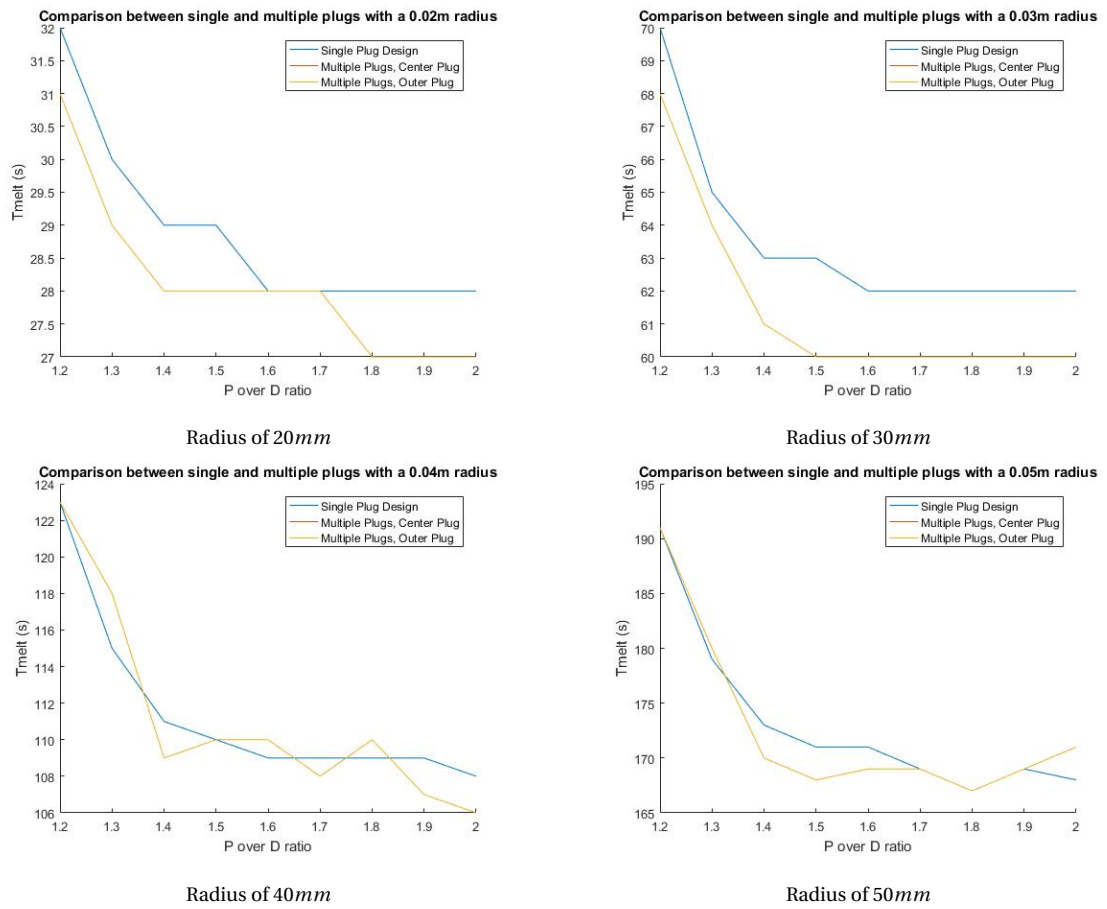 Comparison between single and multiple plugs with a 0.02m radius
32
31.5
31
30.5
30
29.5
29
28.5
28
27.5
27
Tmelt (s)
Single Plug Design
Multiple Plugs, Center Plug
Multiple Plugs, Outer Plug
1.2 1.3 1.4 1.5 1.6 1.7 1.8 1.9 2
P over D ratio
Radius of 20mm
Comparison between single and multiple plugs with a 0.03m radius
70
69
68
67
66
65
64
63
62
61
60
Tmelt (s)
Single Plug Design
Multiple Plugs, Center Plug
Multiple Plugs, Outer Plug
1.2 1.3 1.4 1.5 1.6 1.7 1.8 1.9 2
P over D ratio
Radius of 30mm
Comparison between single and multiple plugs with a 0.04m radius
124
122
120
118
116
114
112
110
108
106
Tmelt (s)
Single Plug Design
Multiple Plugs, Center Plug
Multiple Plugs, Outer Plug
1.2 1.3 1.4 1.5 1.6 1.7 1.8 1.9 2
P over D ratio
Radius of 40mm
Comparison between single and multiple plugs with a 0.05m radius
195
190
185
180
175
170
165
Tmelt (s)
Single Plug Design
Multiple Plugs, Center Plug
Multiple Plugs, Outer Plug
1.2 1.3 1.4 1.5 1.6 1.7 1.8 1.9 2
P over D ratio
Radius of 50mm